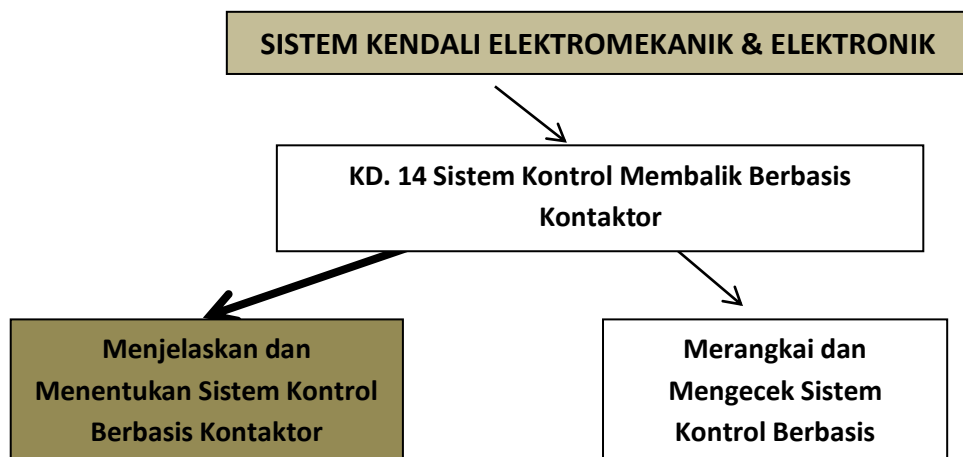 SISTEM KENDALI ELEKTROMEKANIK & ELEKTRONIK
KD. 14 Sistem Kontrol Membalik Berbasis
Kontaktor
Menjelaskan dan
Menentukan Sistem Kontrol
Berbasis Kontaktor
Merangkai dan
Mengecek Sistem
Kontrol Berbasis